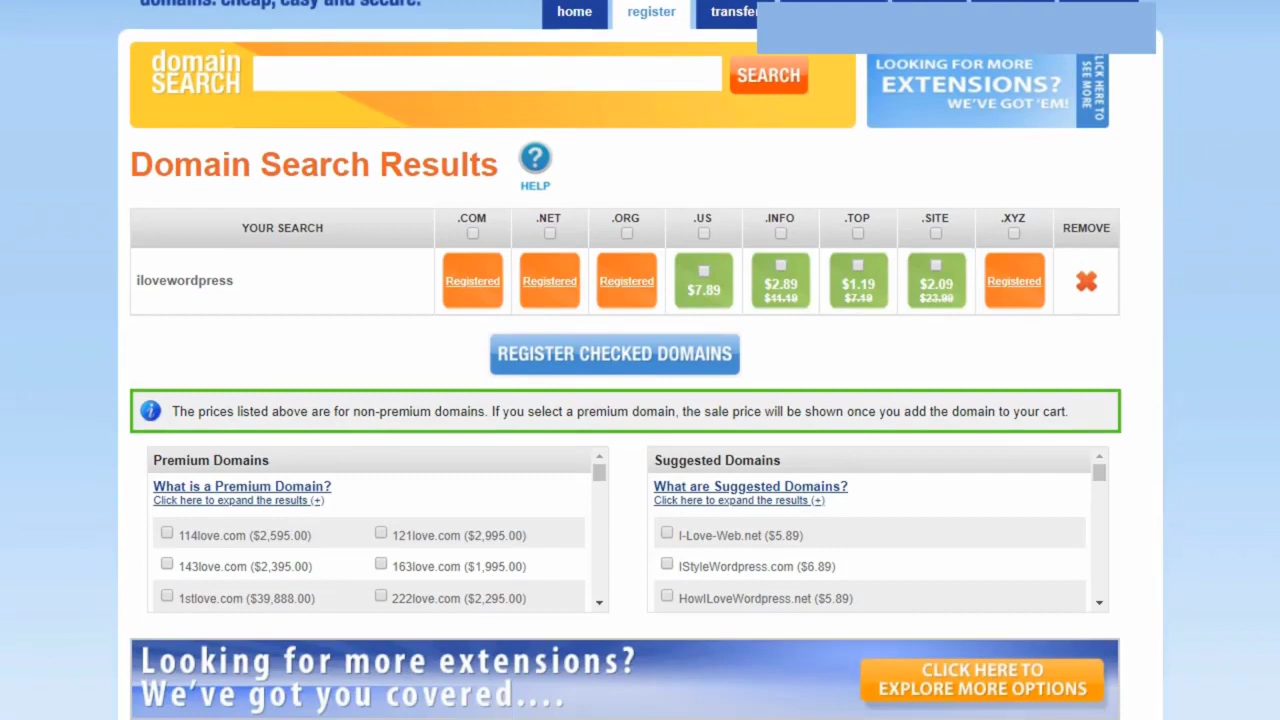 domains. cheap, easy and secure.
home register transfer
domain
SEARCH
SEARCH
LOOKING FOR MORE
EXTENSIONS?
WE'VE GOT 'EM!
CLICK HERE TO
SEE MORE
Domain Search Results
HELP
YOUR SEARCH .COM .NET .ORG .US .INFO .TOP .SITE .XYZ REMOVE
ilovewordpress Registered Registered Registered $7.89 $2.89 $1.19 $2.09 Registered
$11.19 $7.19 $23.99
REGISTER CHECKED DOMAINS
The prices listed above are for non-premium domains. If you select a premium domain, the sale price will be shown once you add the domain to your cart.
Premium Domains
What is a Premium Domain?
Click here to expand the results (+)
114love.com ($2,595.00) 121love.com ($2,995.00)
143love.com ($2,395.00) 163love.com ($1,995.00)
1stlove.com ($39,888.00) 222love.com ($2,295.00)
Suggested Domains
What are Suggested Domains?
Click here to expand the results (+)
I-Love-Web.net ($5.89)
IStyleWordpress.com ($6.89)
HowILoveWordpress.net ($5.89)
Looking for more extensions?
We've got you covered....
CLICK HERE TO
EXPLORE MORE OPTIONS